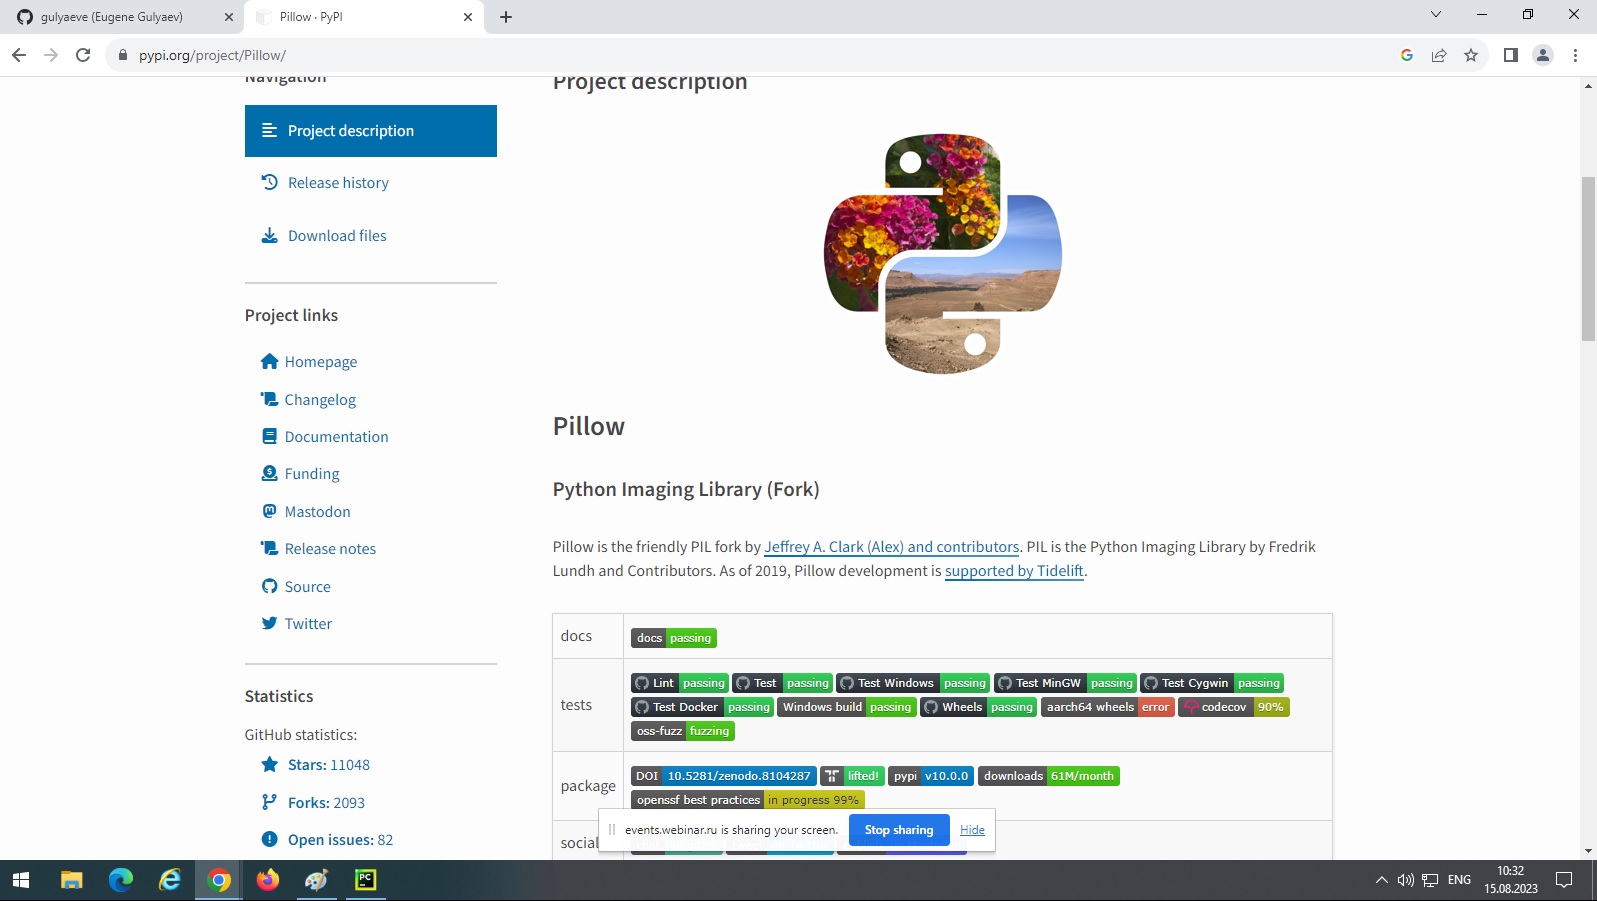 gulyaeve (Eugene Gulyaev)
Pillow · PyPI
pypi.org/project/Pillow/
Navigation
Project description
Release history
Download files
Project links
Homepage
Changelog
Documentation
Funding
Mastodon
Release notes
Source
Twitter
Statistics
GitHub statistics:
Stars: 11048
Forks: 2093
Open issues: 82
Project description
Pillow
Python Imaging Library (Fork)
Pillow is the friendly PIL fork by Jeffrey A. Clark (Alex) and contributors. PIL is the Python Imaging Library by Fredrik
Lundh and Contributors. As of 2019, Pillow development is supported by Tidelift.
docs
docs passing
tests
Lint passing Test passing Test Windows passing Test MinGW passing Test Cygwin passing
Test Docker passing Windows build passing Wheels passing aarch64 wheels error codecov 90%
oss-fuzz fuzzing
package
DOI 10.5281/zenodo.8104287 lifted! pypi v10.0.0 downloads 61M/month
openssf best practices in progress 99%
social
events.webinar.ru is sharing your screen. Stop sharing Hide
PC
ENG
10:32
15.08.2023